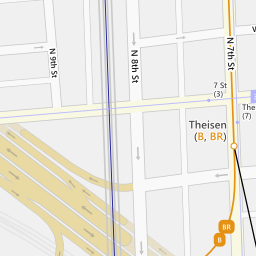 N 9th St
N 8th St
N 7th St
W
7 St
(3)
Theisen
(B, BR)
The
(7)
BR
B